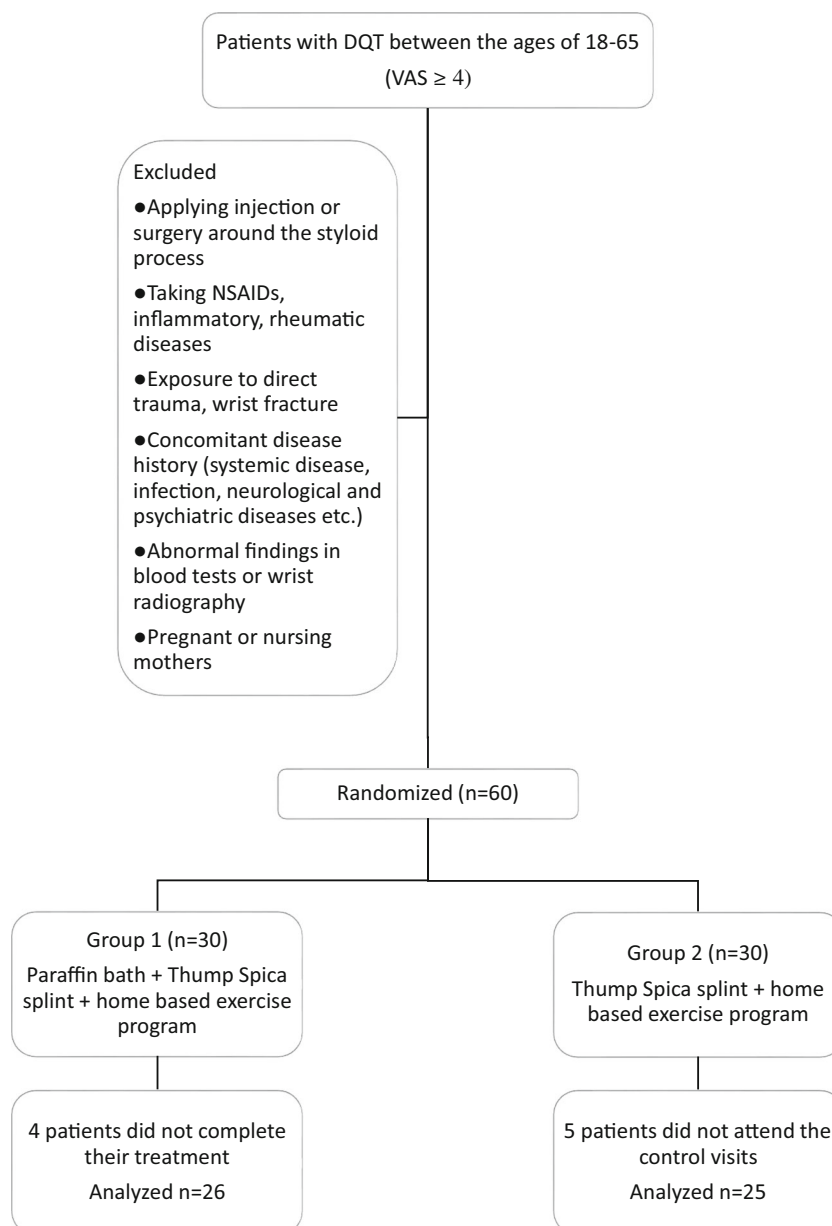 Patients with DQT between the ages of 18-65
(VAS ≥ 4)
Excluded
●Applying injection or
surgery around the styloid
process
●Taking NSAIDs,
inflammatory, rheumatic
diseases
●Exposure to direct
trauma, wrist fracture
●Concomitant disease
history (systemic disease,
infection, neurological and
psychiatric diseases etc.)
●Abnormal findings in
blood tests or wrist
radiography
●Pregnant or nursing
mothers
Randomized (n=60)
Group 1 (n=30)
Paraffin bath + Thump Spica
splint + home based exercise
program
Group 2 (n=30)
Thump Spica splint + home
based exercise program
4 patients did not complete
their treatment
Analyzed n=26
5 patients did not attend the
control visits
Analyzed n=25